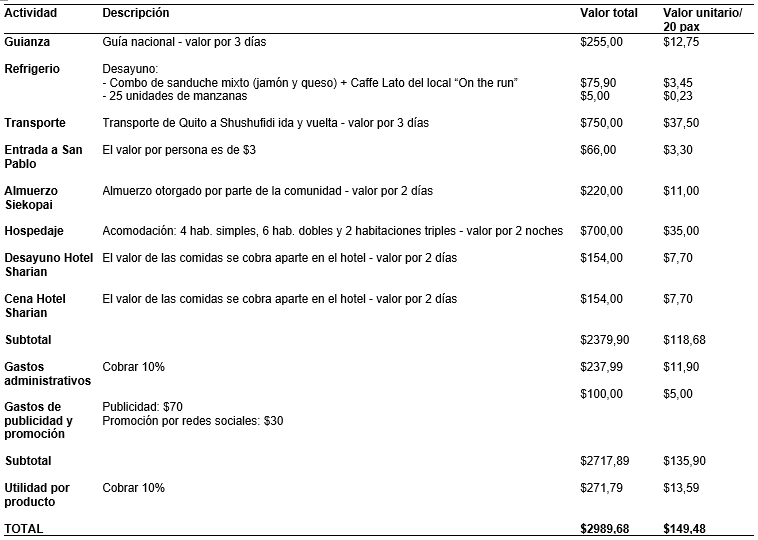 Actividad Descripción Valor total Valor unitario/
20 pax
Guianza Guía nacional - valor por 3 días $255,00 $12,75
Refrigerio Desayuno:
- Combo de sanduche mixto (jamón y queso) + Caffe Lato del local “On the run” $75,90 $3,45
- 25 unidades de manzanas $5,00 $0,23
Transporte Transporte de Quito a Shushufidi ida y vuelta - valor por 3 días $750,00 $37,50
Entrada a San El valor por persona es de $3 $66,00 $3,30
Pablo
Almuerzo Almuerzo otorgado por parte de la comunidad - valor por 2 días $220,00 $11,00
Siekopai
Hospedaje Acomodación: 4 hab. simples, 6 hab. dobles y 2 habitaciones triples - valor por 2 noches $700,00 $35,00
Desayuno Hotel El valor de las comidas se cobra aparte en el hotel - valor por 2 días $154,00 $7,70
Sharian
Cena Hotel El valor de las comidas se cobra aparte en el hotel - valor por 2 días $154,00 $7,70
Sharian
Subtotal $2379,90 $118,68
Gastos Cobrar 10% $237,99 $11,90
administrativos
$100,00 $5,00
Gastos de Publicidad: $70
publicidad y Promoción por redes sociales: $30
promoción
Subtotal $2717,89 $135,90
Utilidad por Cobrar 10% $271,79 $13,59
producto
TOTAL $2989,68 $149,48